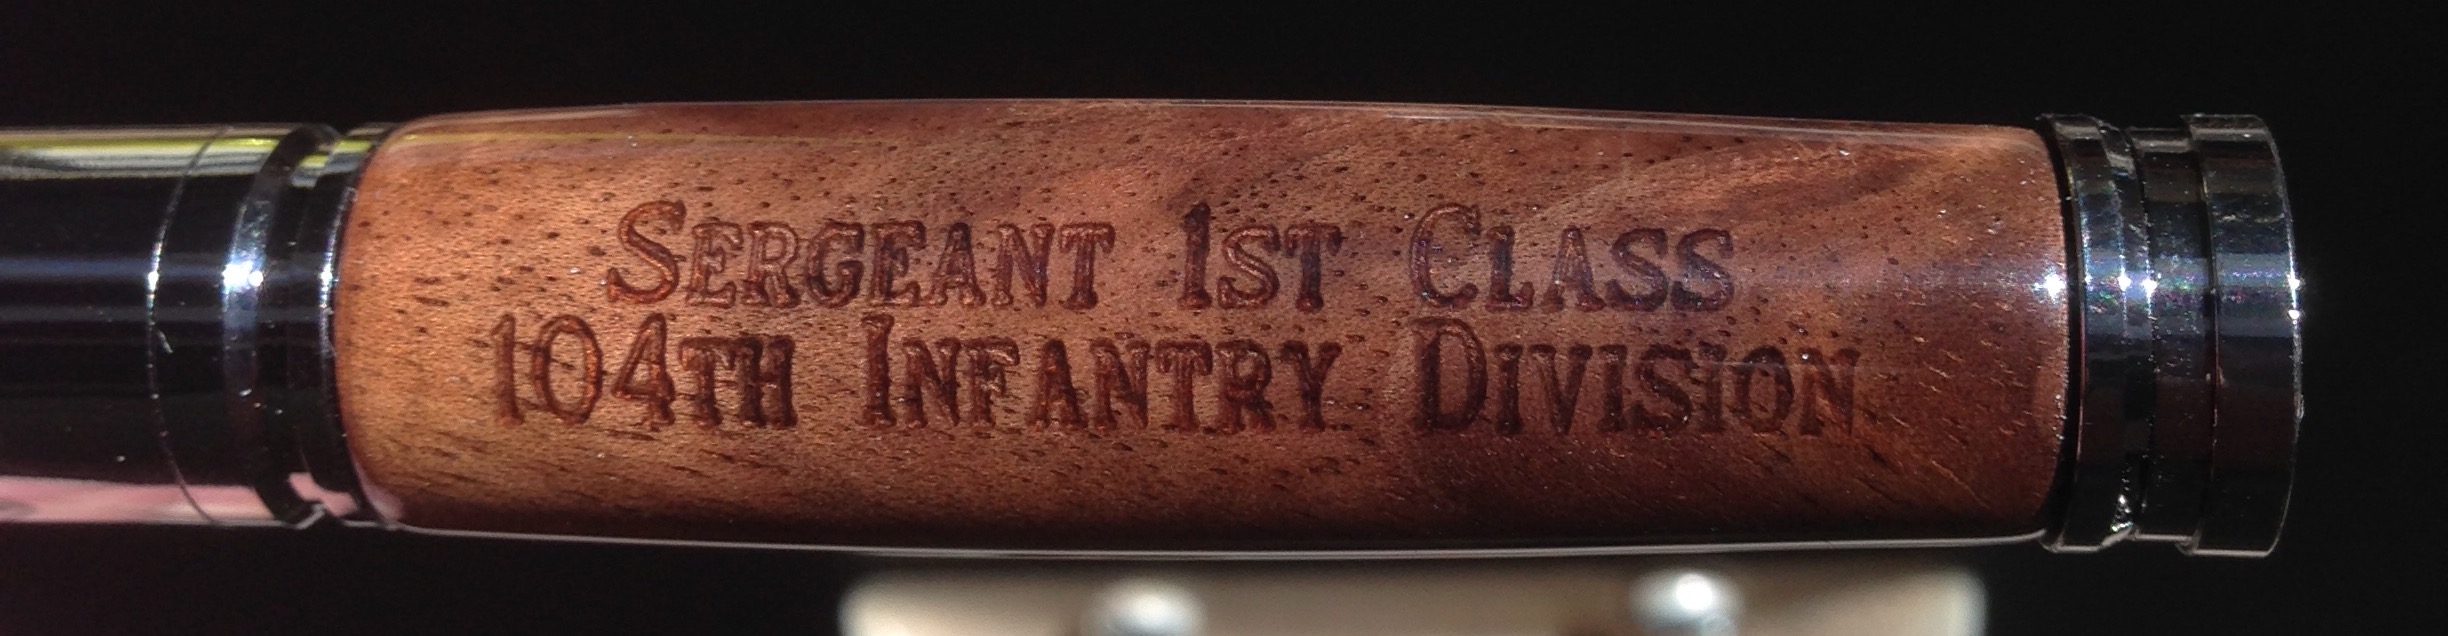 Sergeant 1st Class
104th Infantry Division